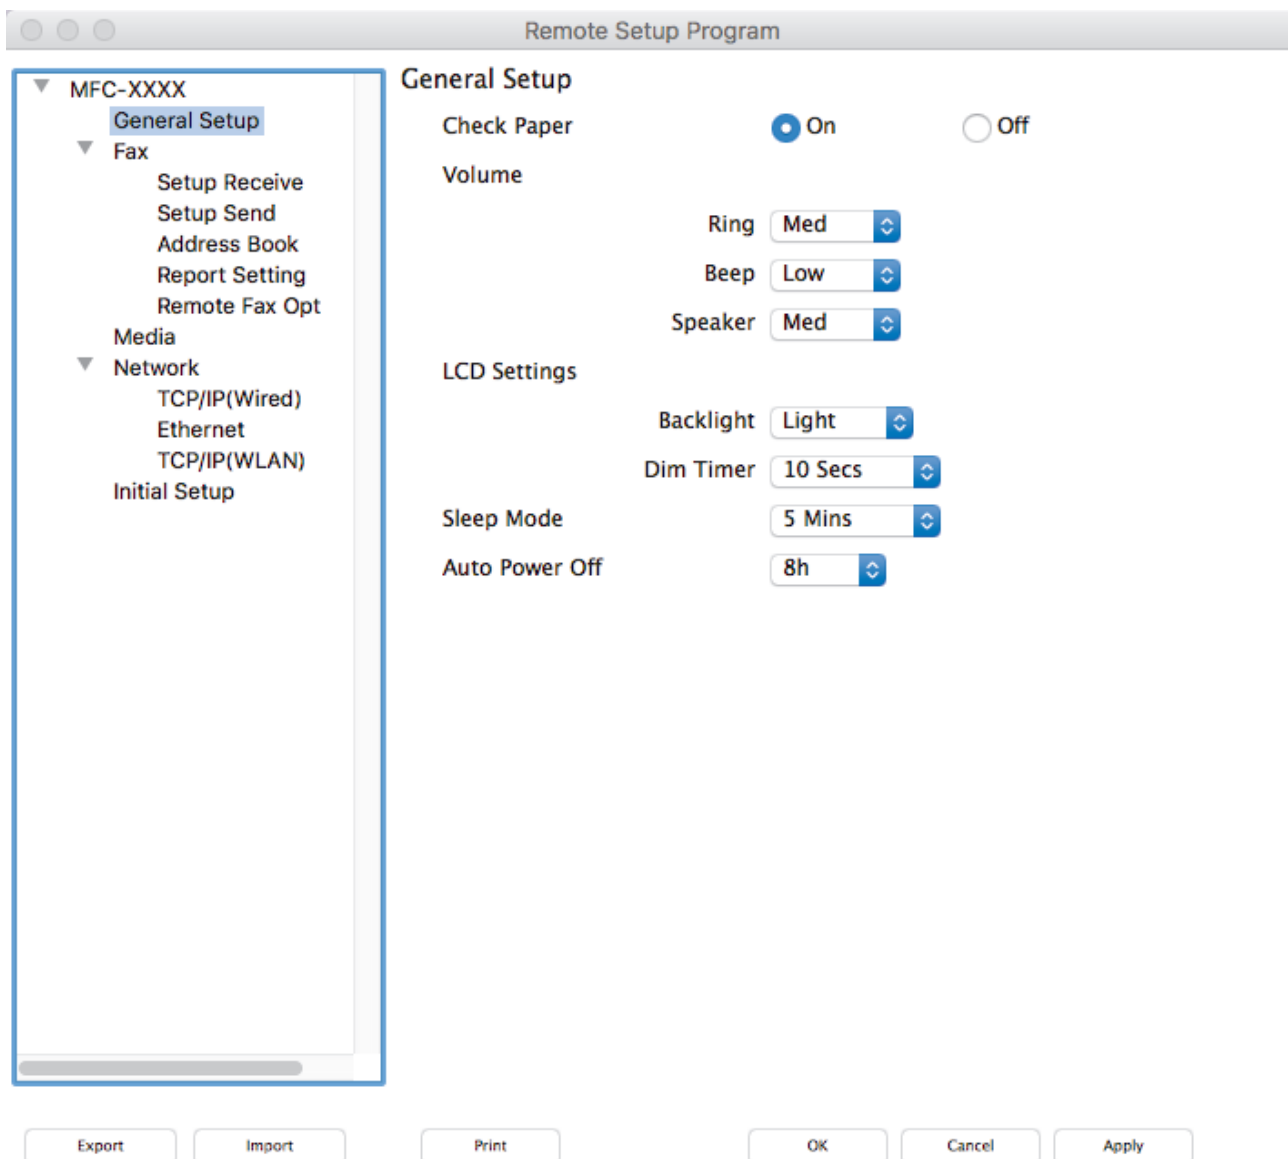 Remote Setup Program
MFC-XXXX
General Setup
Fax
Setup Receive
Setup Send
Address Book
Report Setting
Remote Fax Opt
Media
Network
TCP/IP(Wired)
Ethernet
TCP/IP(WLAN)
Initial Setup
General Setup
Check Paper On Off
Volume
Ring Med
Beep Low
Speaker Med
LCD Settings
Backlight Light
Dim Timer 10 Secs
Sleep Mode 5 Mins
Auto Power Off 8h
Export Import Print OK Cancel Apply